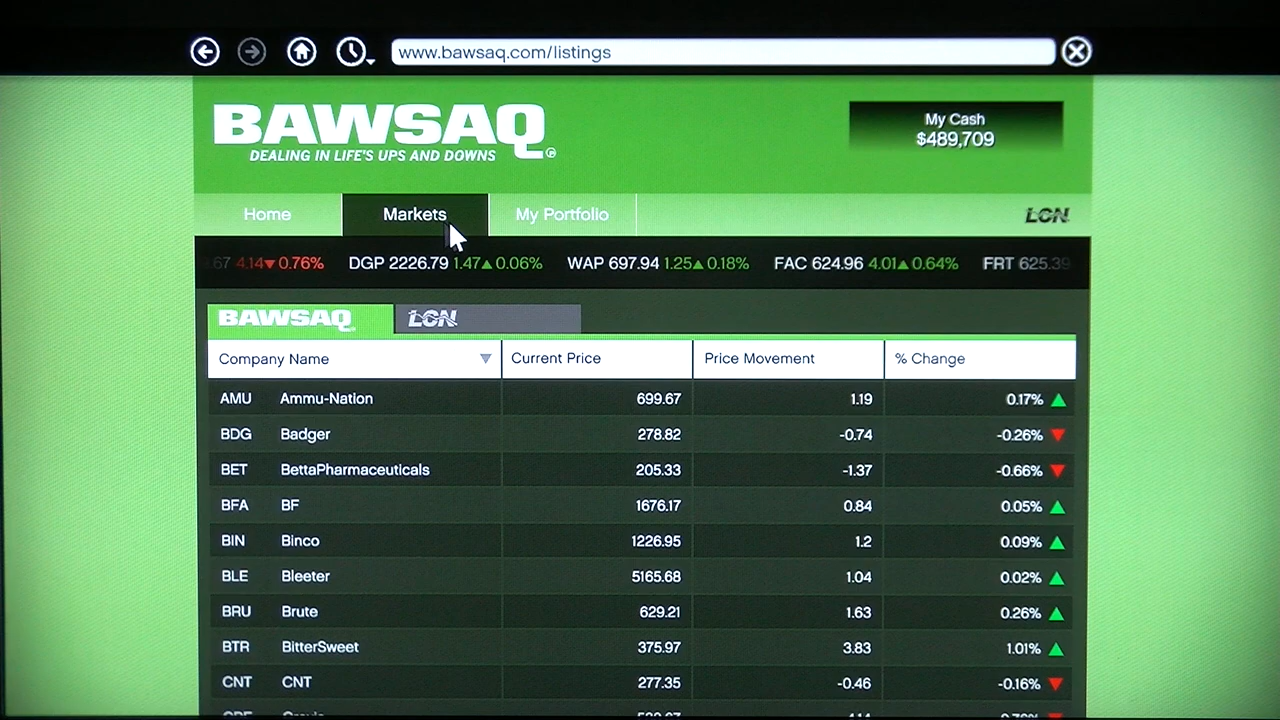 www.bawsaq.com/listings
BAWSAQ
DEALING IN LIFE'S UPS AND DOWNS
My Cash
$489,709
Home Markets My Portfolio LCN
67 4.14▼0.76% DGP 2226.79 1.47▲0.06% WAP 697.94 1.25▲0.18% FAC 624.96 4.01▲0.64% FRT 625.39
BAWSAQ LCN
Company Name Current Price Price Movement % Change
AMU Ammu-Nation 699.67 1.19 0.17%
BDG Badger 278.82 -0.74 -0.26%
BET BettaPharmaceuticals 205.33 -1.37 -0.66%
BFA BF 1676.17 0.84 0.05%
BIN Binco 1226.95 1.2 0.09%
BLE Bleeter 5165.68 1.04 0.02%
BRU Brute 629.21 1.63 0.26%
BTR BitterSweet 375.97 3.83 1.01%
CNT CNT 277.35 -0.46 -0.16%